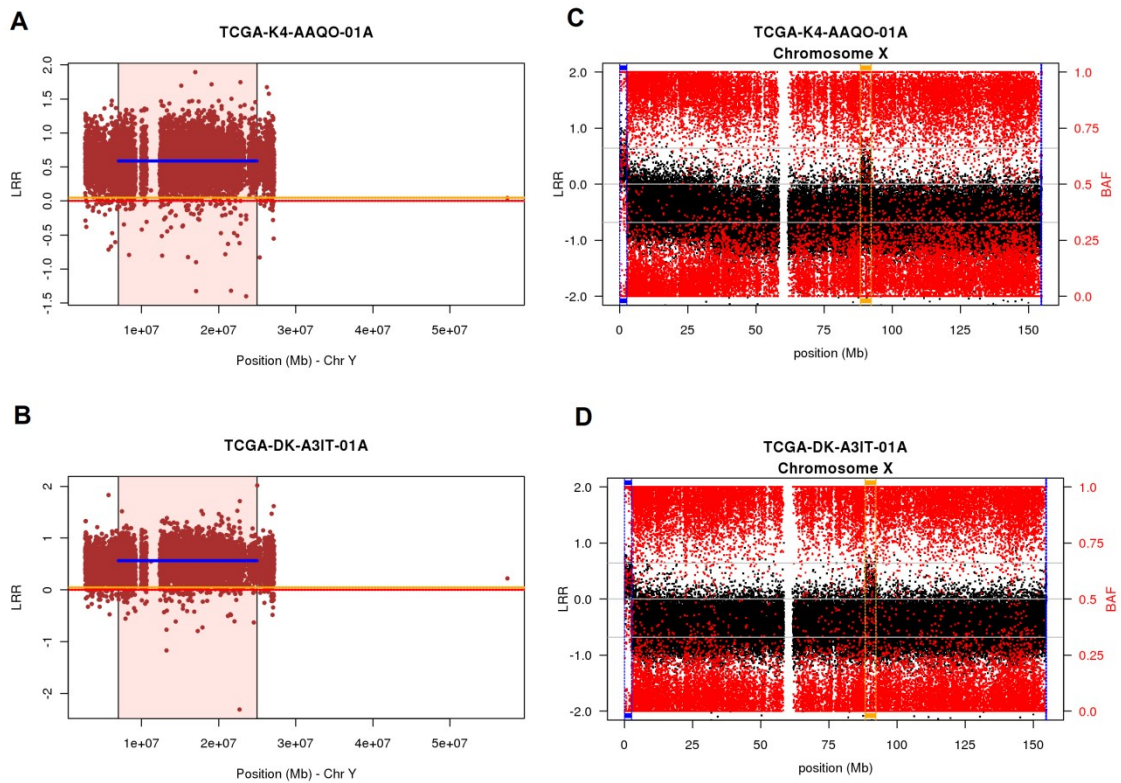 A
TCGA-K4-AAQO-01A
LRR
2.0
1.5
1.0
0.5
0.0
-0.5
-1.0
-1.5
1e+07 2e+07 3e+07 4e+07 5e+07
Position (Mb) - Chr Y
C
TCGA-K4-AAQO-01A
Chromosome X
LRR
2.0
1.0
0.0
-1.0
-2.0
1.0
0.75
0.5
0.25
0.0
BAF
0 25 50 75 100 125 150
position (Mb)
B
TCGA-DK-A3IT-01A
LRR
2
1
0
-1
-2
1e+07 2e+07 3e+07 4e+07 5e+07
Position (Mb) - Chr Y
D
TCGA-DK-A3IT-01A
Chromosome X
LRR
2.0
1.0
0.0
-1.0
-2.0
1.0
0.75
0.5
0.25
0.0
BAF
0 25 50 75 100 125 150
position (Mb)